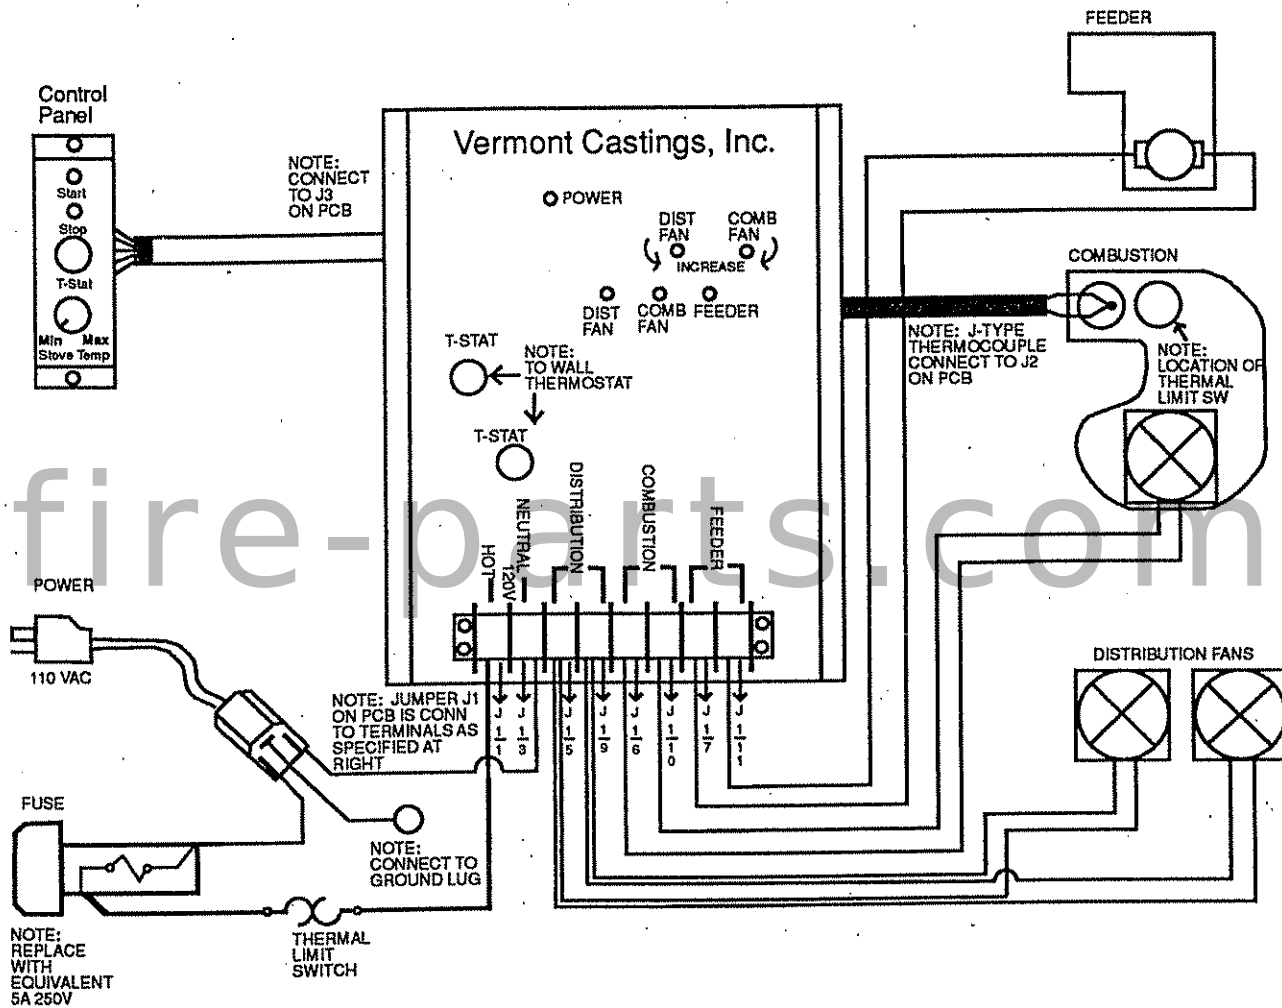 FEEDER
Control
Panel
Start
Stop
T-Stat
Min Max
Stove Temp
NOTE:
CONNECT
TO J3
ON PCB
Vermont Castings, Inc.
POWER
DIST
FAN
COMB
FAN
INCREASE
DIST
FAN
COMB
FAN
FEEDER
T-STAT
NOTE:
TO WALL
THERMOSTAT
T-STAT
COMBUSTION
NOTE: J-TYPE
THERMOCOUPLE
CONNECT TO J2
ON PCB
NOTE:
LOCATION OF
THERMAL
LIMIT SW
fire-parts.com
HOT
120V
NEUTRAL
DISTRIBUTION
COMBUSTION
FEEDER
POWER
110 VAC
NOTE: JUMPER J1
ON PCB IS CONN
TO TERMINALS AS
SPECIFIED AT
RIGHT
J 1/1
J 1/3
J 1/5
J 1/9
J 1/6
J 1/10
J 1/7
J 1/11
DISTRIBUTION FANS
FUSE
NOTE:
CONNECT TO
GROUND LUG
THERMAL
LIMIT
SWITCH
NOTE:
REPLACE
WITH
EQUIVALENT
5A 250V